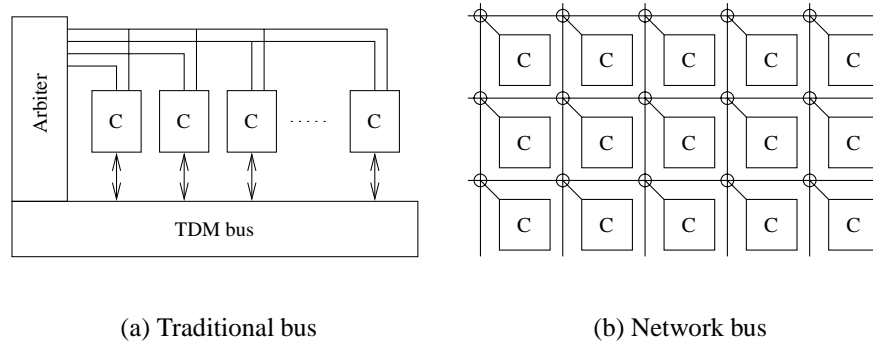 Arbiter
C C C ..... C
TDM bus
(a) Traditional bus
C C C C C
C C C C C
C C C C C
(b) Network bus